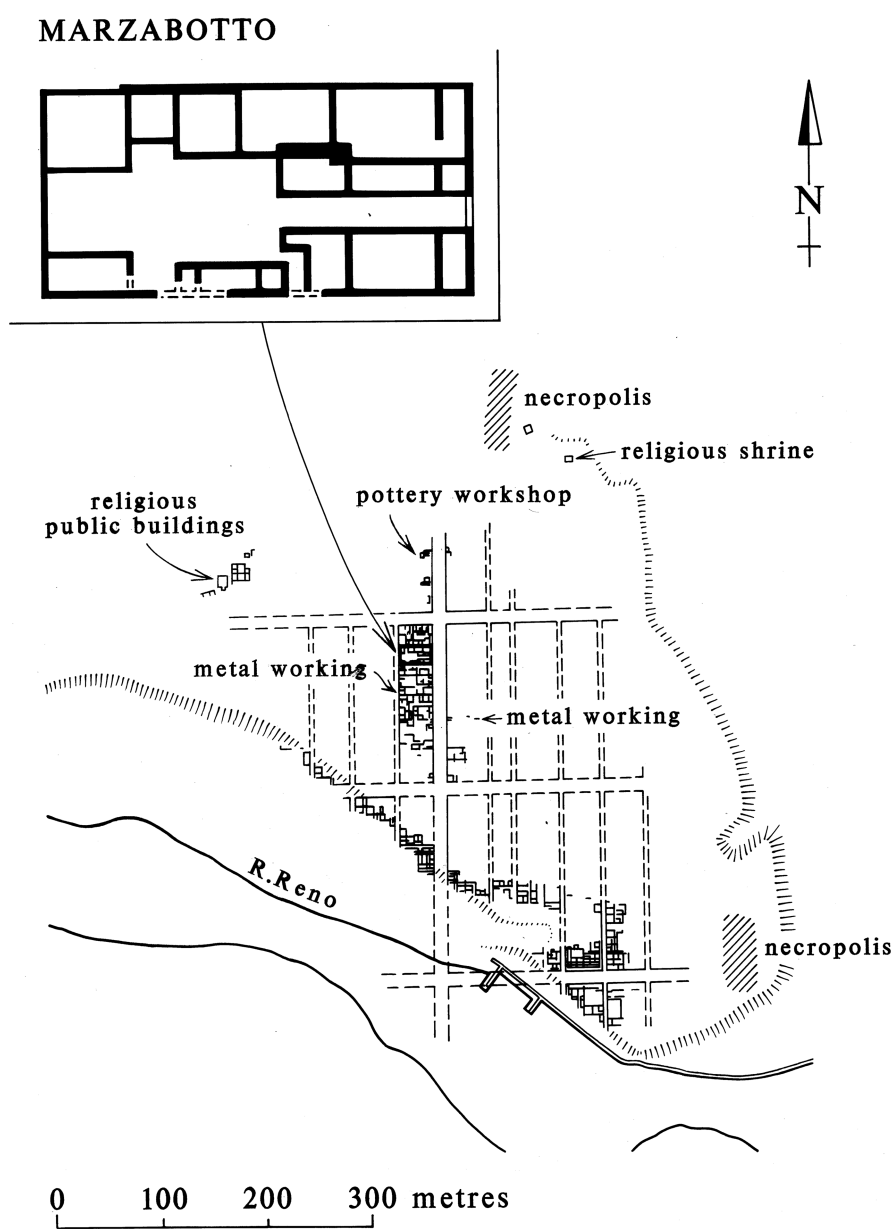 MARZABOTTO
N
necropolis
religious shrine
pottery workshop
religious
public buildings
metal working
metal working
R.Reno
necropolis
0 100 200 300 metres